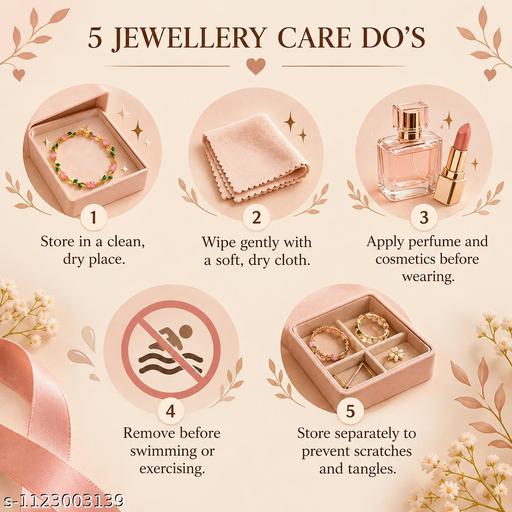 5 JEWELLERY CARE DO'S
1
Store in a clean,
dry place.
2
Wipe gently with
a soft, dry cloth.
3
Apply perfume and
cosmetics before
wearing.
4
Remove before
swimming or
exercising.
5
Store separately to
prevent scratches
and tangles.
s-1123003139